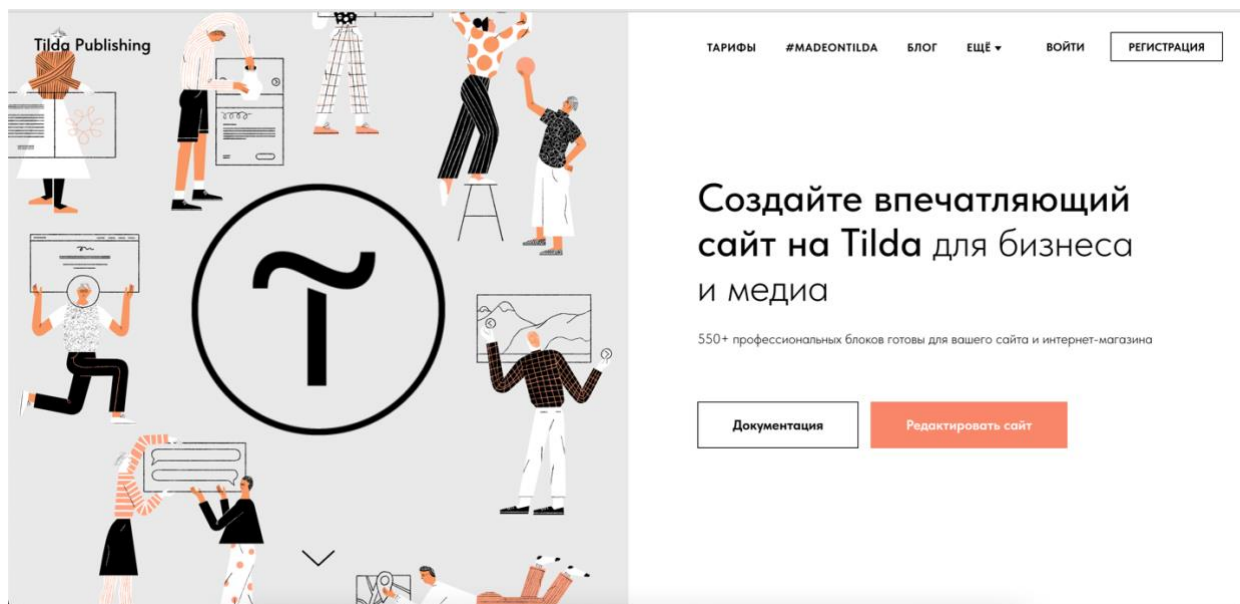 Tilda Publishing
ТАРИФЫ #MADEONTILDA БЛОГ ЕЩЁ ВОЙТИ РЕГИСТРАЦИЯ
Создайте впечатляющий
сайт на Tilda для бизнеса
и медиа
550+ профессиональных блоков готовы для вашего сайта и интернет-магазина
Документация Редактировать сайт